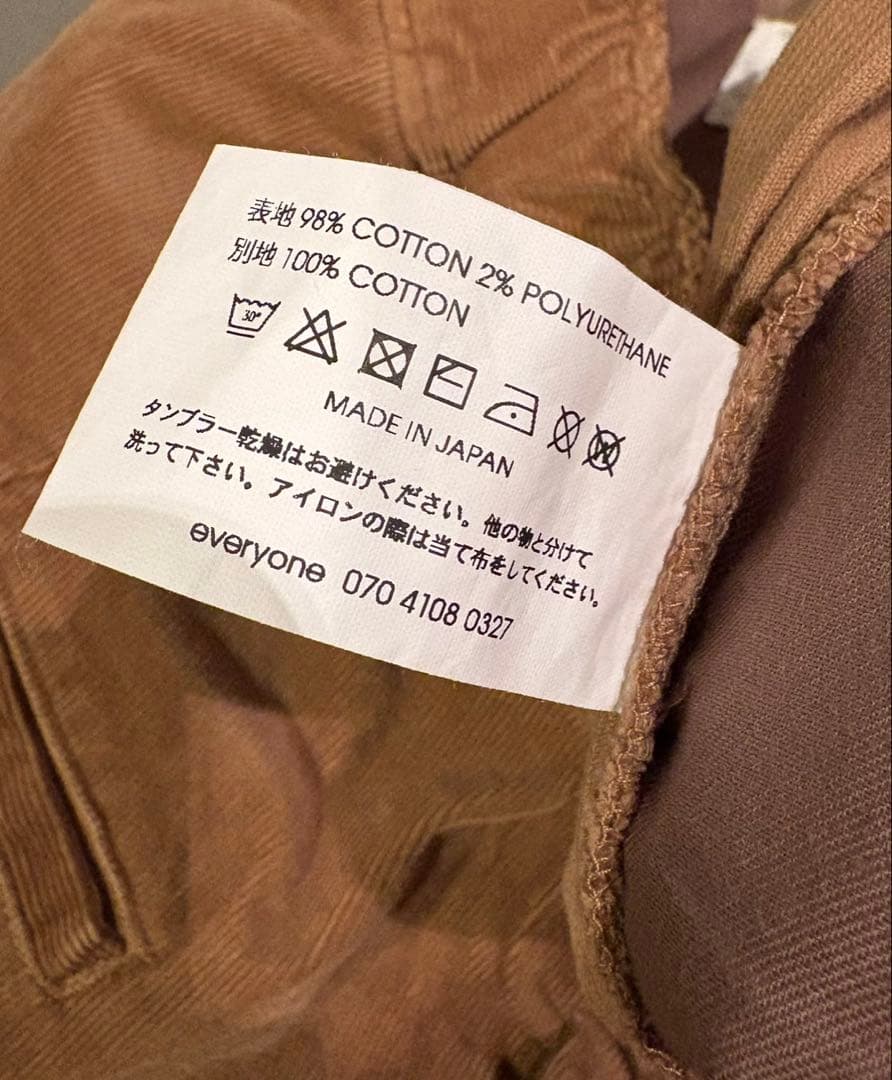 表地 98% COTTON 2% POLYURETHANE
別地 100% COTTON
30°
MADE IN JAPAN
タンブラー乾燥はお避けください。他の物と分けて
洗って下さい。アイロンの際は当て布をしてください。
everyone 070 4108 0327